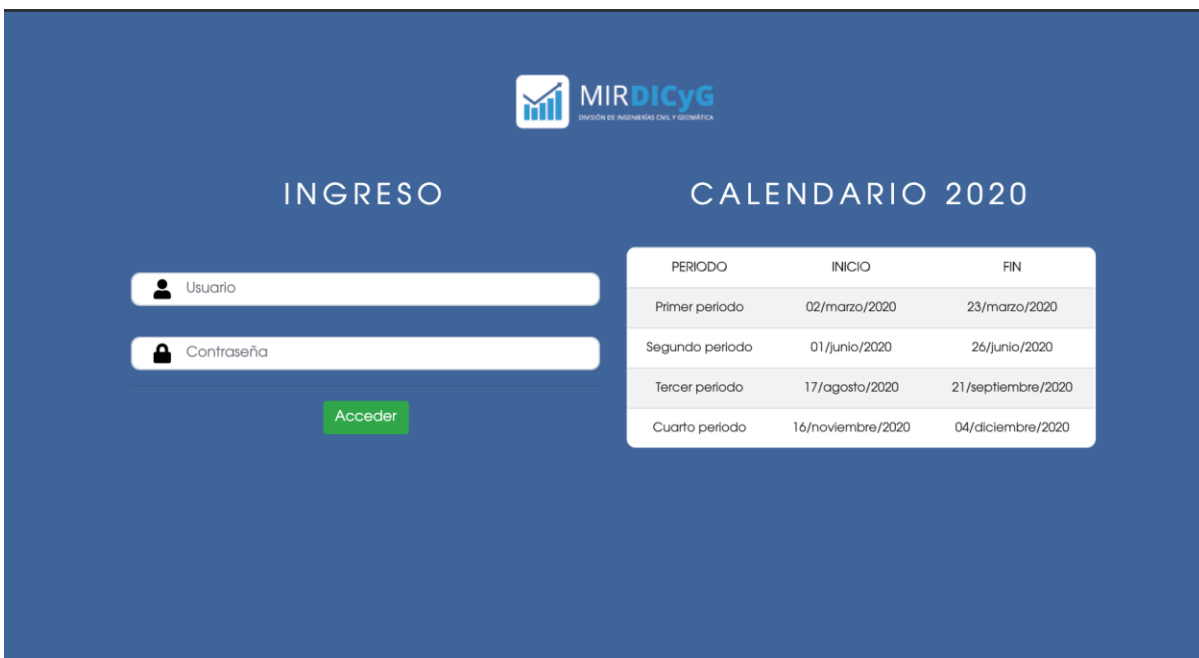 MIRDICyG
DIVISIÓN DE INGENIERÍAS CIVIL Y GEOMÁTICA
INGRESO
Usuario
Contraseña
Acceder
CALENDARIO 2020
PERIODO INICIO FIN
Primer periodo 02/marzo/2020 23/marzo/2020
Segundo periodo 01/junio/2020 26/junio/2020
Tercer periodo 17/agosto/2020 21/septiembre/2020
Cuarto periodo 16/noviembre/2020 04/diciembre/2020